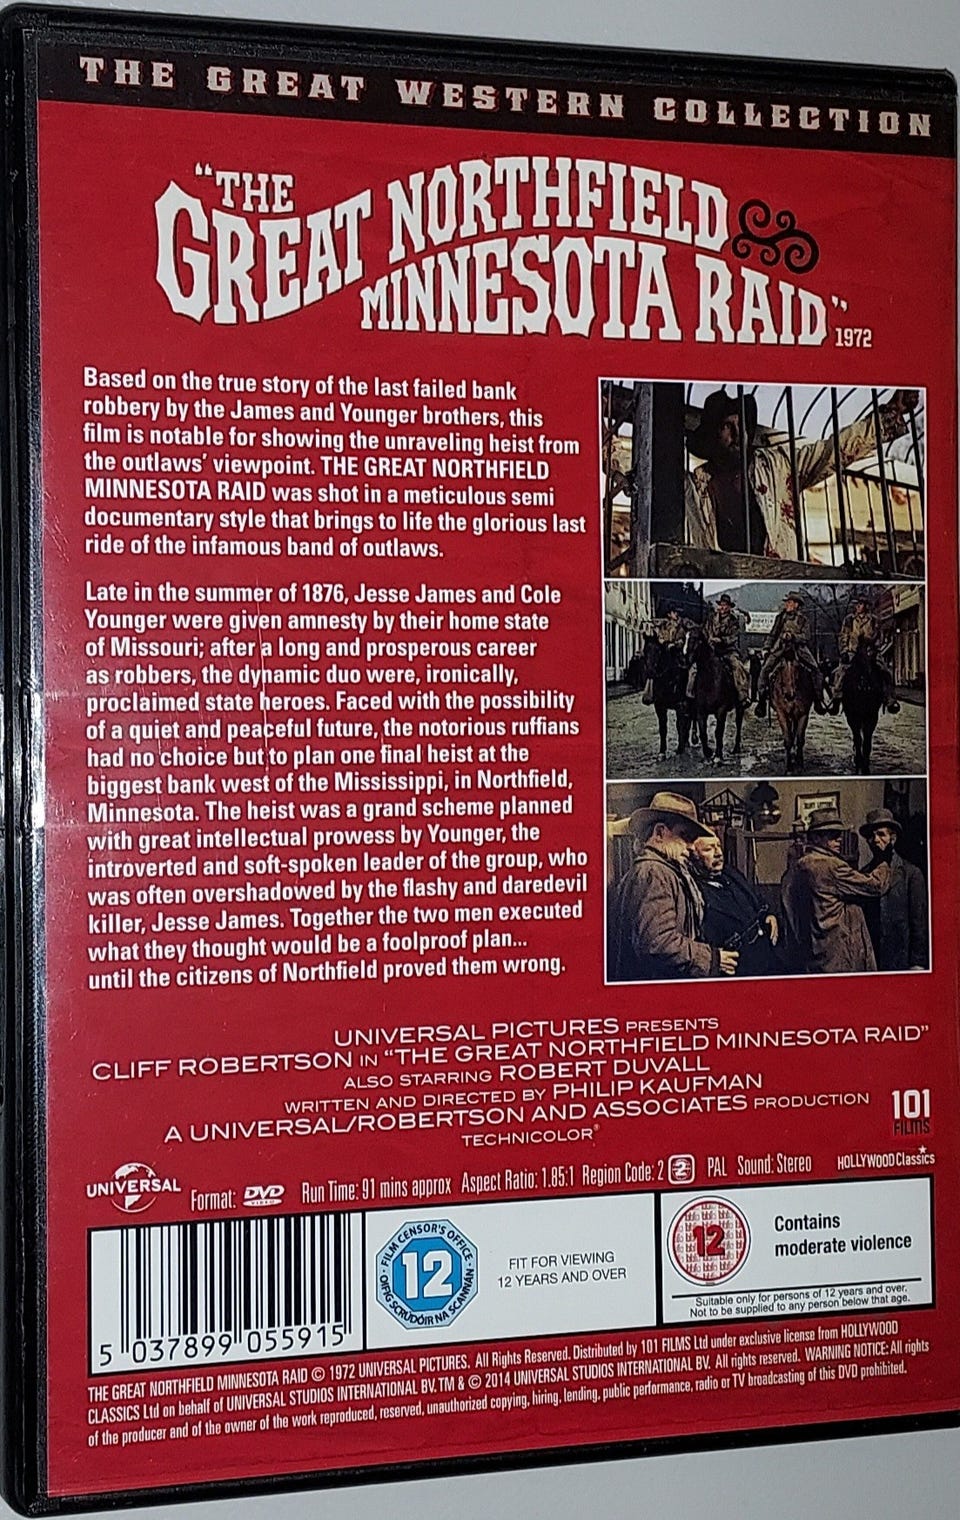 THE GREAT WESTERN COLLECTION
"THE
GREAT NORTHFIELD
MINNESOTA RAID"
1972
Based on the true story of the last failed bank
robbery by the James and Younger brothers, this
film is notable for showing the unraveling heist from
the outlaws' viewpoint. THE GREAT NORTHFIELD
MINNESOTA RAID was shot in a meticulous semi
documentary style that brings to life the glorious last
ride of the infamous band of outlaws.
Late in the summer of 1876, Jesse James and Cole
Younger were given amnesty by their home state
of Missouri; after a long and prosperous career
as robbers, the dynamic duo were, ironically,
proclaimed state heroes. Faced with the possibility
of a quiet and peaceful future, the notorious ruffians
had no choice but to plan one final heist at the
biggest bank west of the Mississippi, in Northfield,
Minnesota. The heist was a grand scheme planned
with great intellectual prowess by Younger, the
introverted and soft-spoken leader of the group, who
was often overshadowed by the flashy and daredevil
killer, Jesse James. Together the two men executed
what they thought would be a foolproof plan...
until the citizens of Northfield proved them wrong.
UNIVERSAL PICTURES PRESENTS
CLIFF ROBERTSON IN "THE GREAT NORTHFIELD MINNESOTA RAID"
ALSO STARRING ROBERT DUVALL
WRITTEN AND DIRECTED BY PHILIP KAUFMAN
A UNIVERSAL/ROBERTSON AND ASSOCIATES PRODUCTION
TECHNICOLOR®
101
FILMS
UNIVERSAL
Format: DVD VIDEO Run Time: 91 mins approx Aspect Ratio: 1.85:1 Region Code: 2 2 PAL Sound: Stereo
HOLLYWOOD Classics
5 037899 055915
· FILM CENSOR'S OFFICE ·
OIFIG SCRÚDÓIR NA SCANNÁN
12
FIT FOR VIEWING
12 YEARS AND OVER
12
Contains
moderate violence
Suitable only for persons of 12 years and over.
Not to be supplied to any person below that age.
THE GREAT NORTHFIELD MINNESOTA RAID © 1972 UNIVERSAL PICTURES. All Rights Reserved. Distributed by 101 FILMS Ltd under exclusive license from HOLLYWOOD
CLASSICS Ltd on behalf of UNIVERSAL STUDIOS INTERNATIONAL BV. TM & © 2014 UNIVERSAL STUDIOS INTERNATIONAL BV. All rights reserved. WARNING NOTICE: All rights
of the producer and of the owner of the work reproduced, reserved, unauthorized copying, hiring, lending, public performance, radio or TV broadcasting of this DVD prohibited.